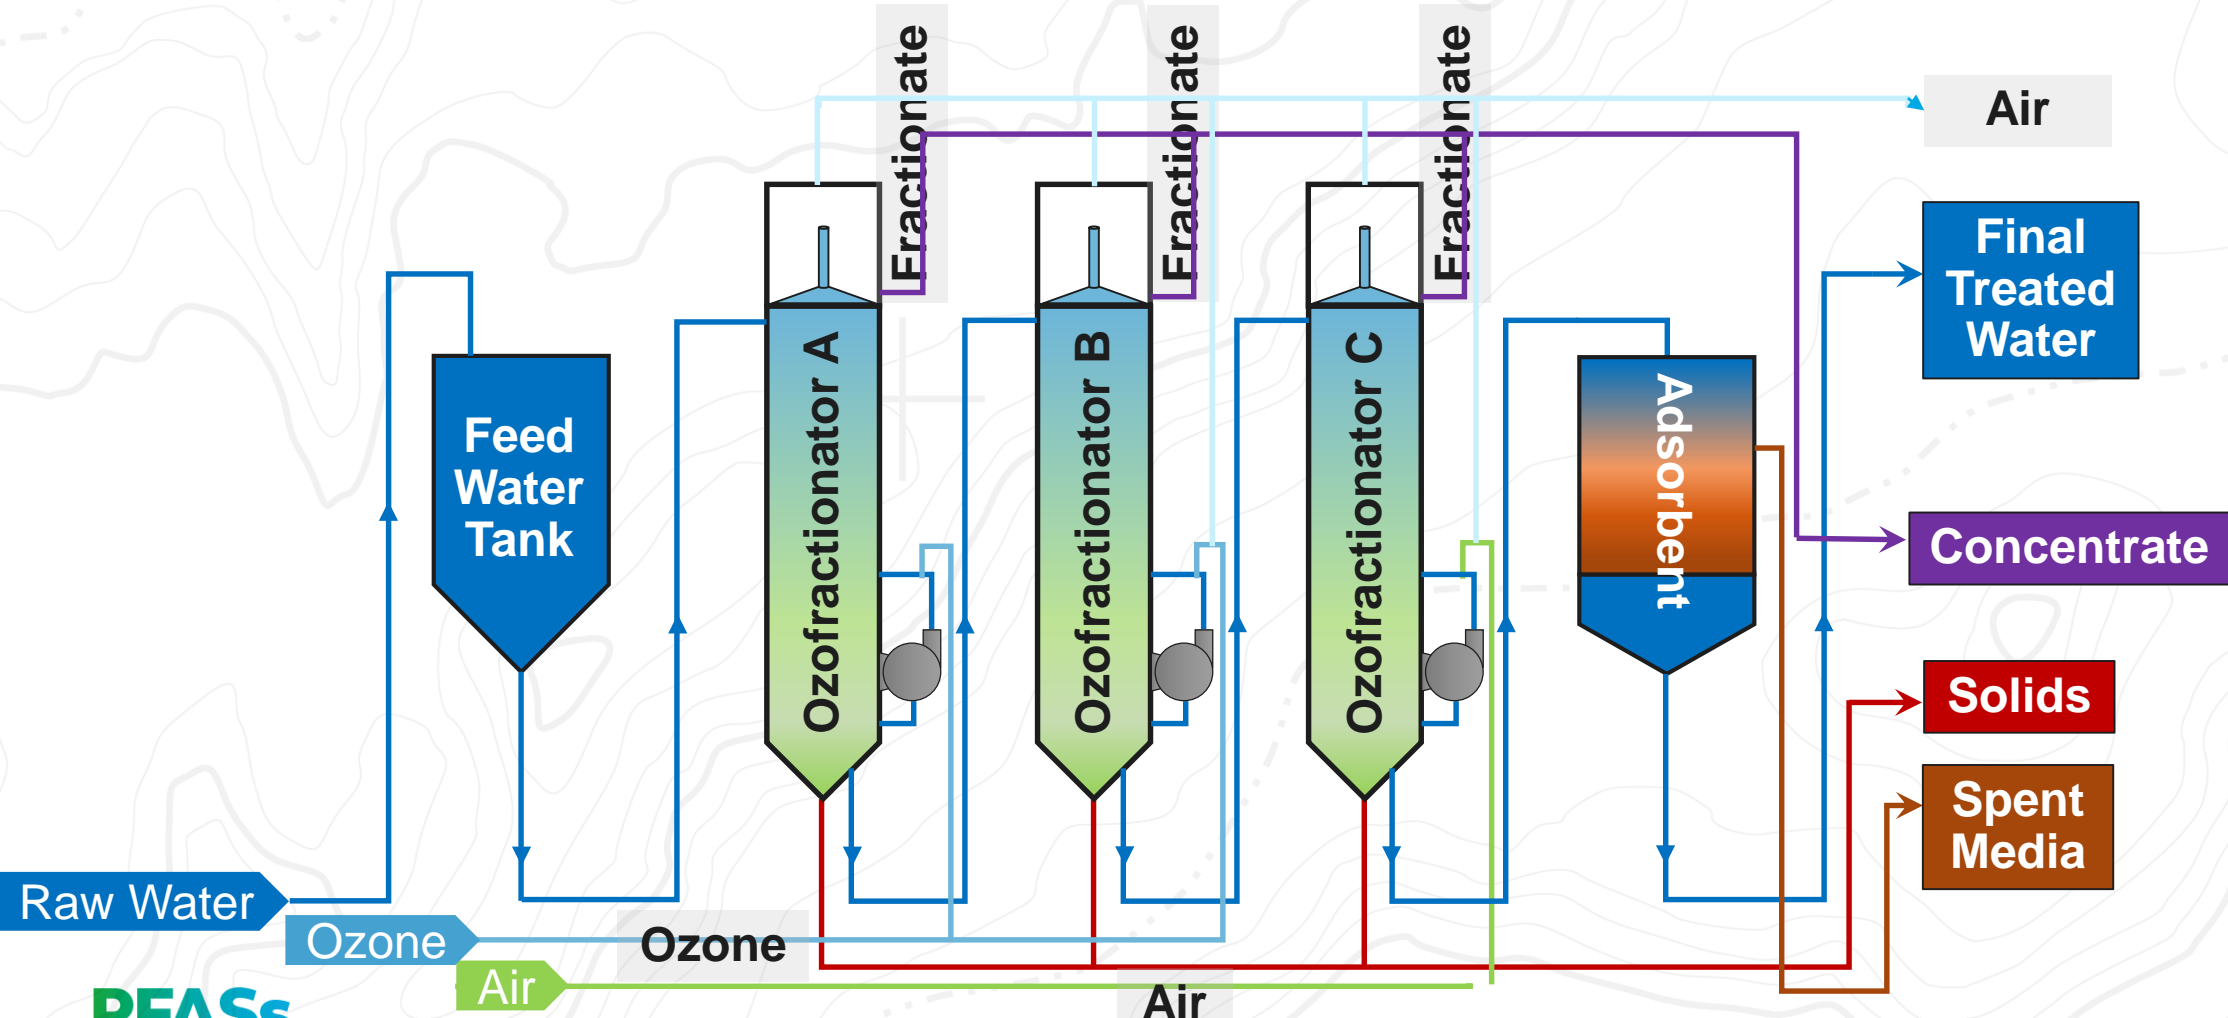 Fractionate
Fractionate
Fractionate
Air
Final
Treated
Water
Feed
Water
Tank
Ozofractionator A
Ozofractionator B
Ozofractionator C
Adsorbent
Concentrate
Solids
Spent
Media
Raw Water
Ozone
Ozone
Air
Air
PFASs